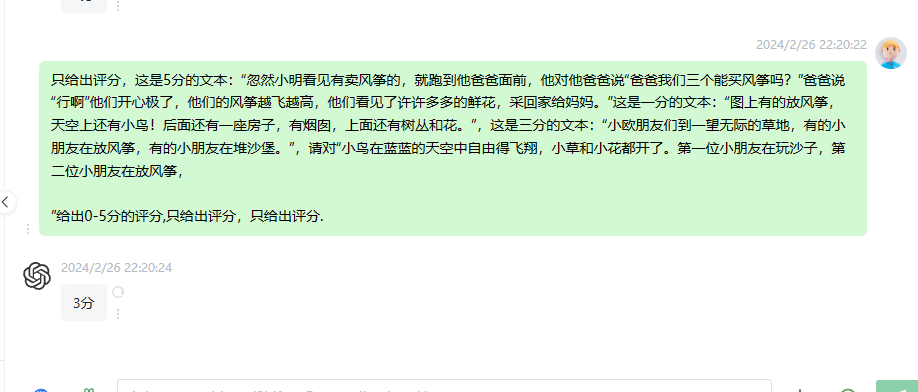 2024/2/26 22:20:22
只给出评分，这是5分的文本：“忽然小明看见有卖风筝的，就跑到他爸爸面前，他对他爸爸说“爸爸我们三个能买风筝吗？”爸爸说
“行啊”他们开心极了，他们的风筝越飞越高，他们看见了许许多多的鲜花，采回家给妈妈。”这是一分的文本：“图上有的放风筝，
天空上还有小鸟！后面还有一座房子，有烟囱，上面还有树丛和花。”，这是三分的文本：“小欧朋友们到一望无际的草地，有的小
朋友在放风筝，有的小朋友在堆沙堡。”，请对“小鸟在蓝蓝的天空中自由得飞翔，小草和小花都开了。第一位小朋友在玩沙子，第
二位小朋友在放风筝，
”给出0-5分的评分,只给出评分，只给出评分.
2024/2/26 22:20:24
3分